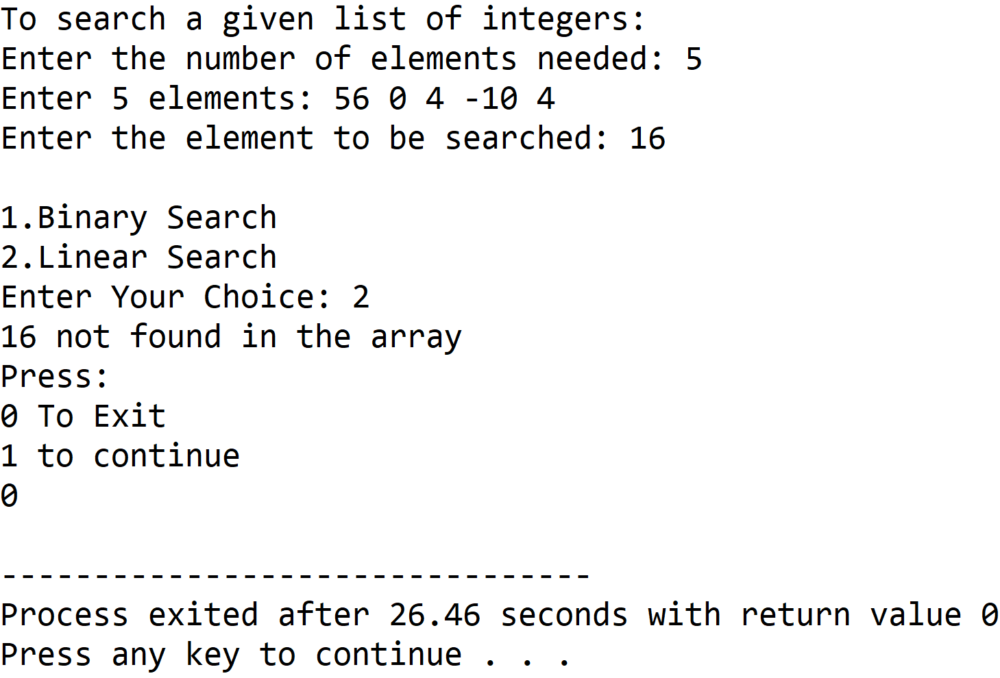 To search a given list of integers:
Enter the number of elements needed: 5
Enter 5 elements: 56 0 4 -10 4
Enter the element to be searched: 16
1.Binary Search
2.Linear Search
Enter Your Choice: 2
16 not found in the array
Press:
0 To Exit
1 to continue
0
--------------------------------
Process exited after 26.46 seconds with return value 0
Press any key to continue . . .